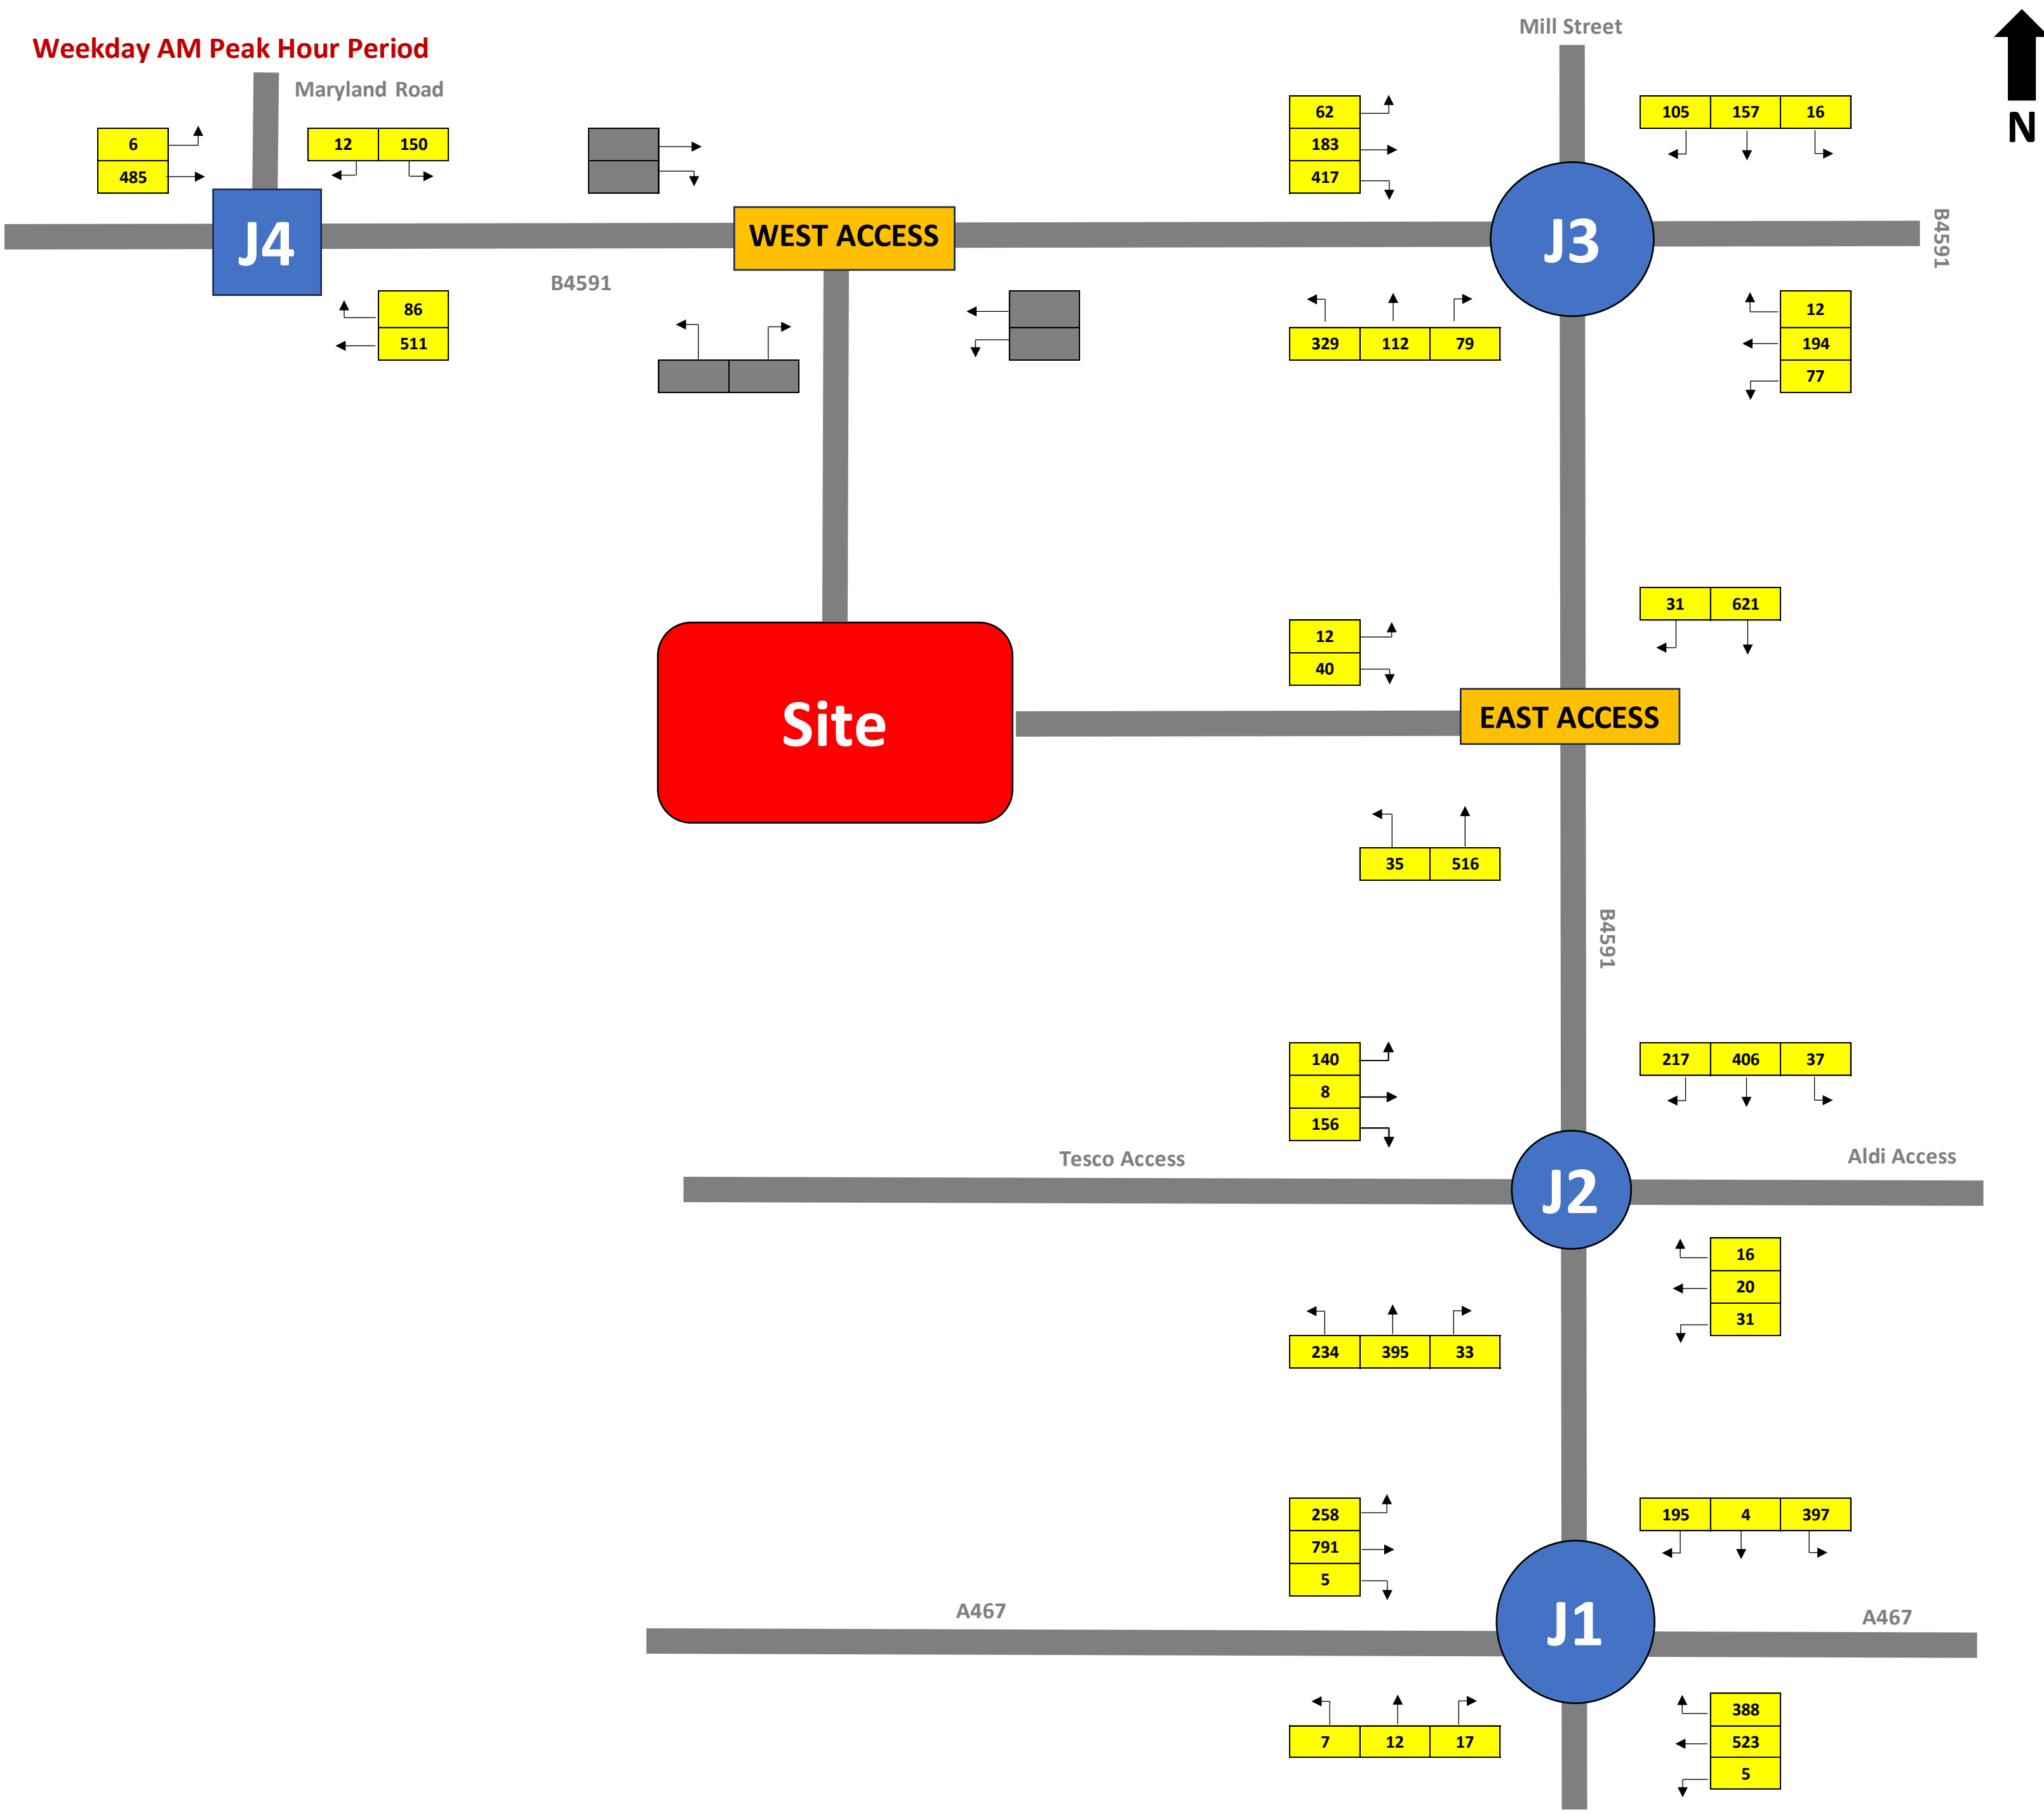 Mill Street
Weekday AM Peak Hour Period
Maryland Road
N
6
485
12 150
62
183
417
105 157 16
J4
WEST ACCESS
J3
B4591
B4591
86
511
329 112 79
12
194
77
31 621
12
40
Site
EAST ACCESS
35 516
B4591
140
8
156
217 406 37
Tesco Access
Aldi Access
J2
16
20
31
234 395 33
258
791
5
195 4 397
A467
A467
J1
7 12 17
388
523
5